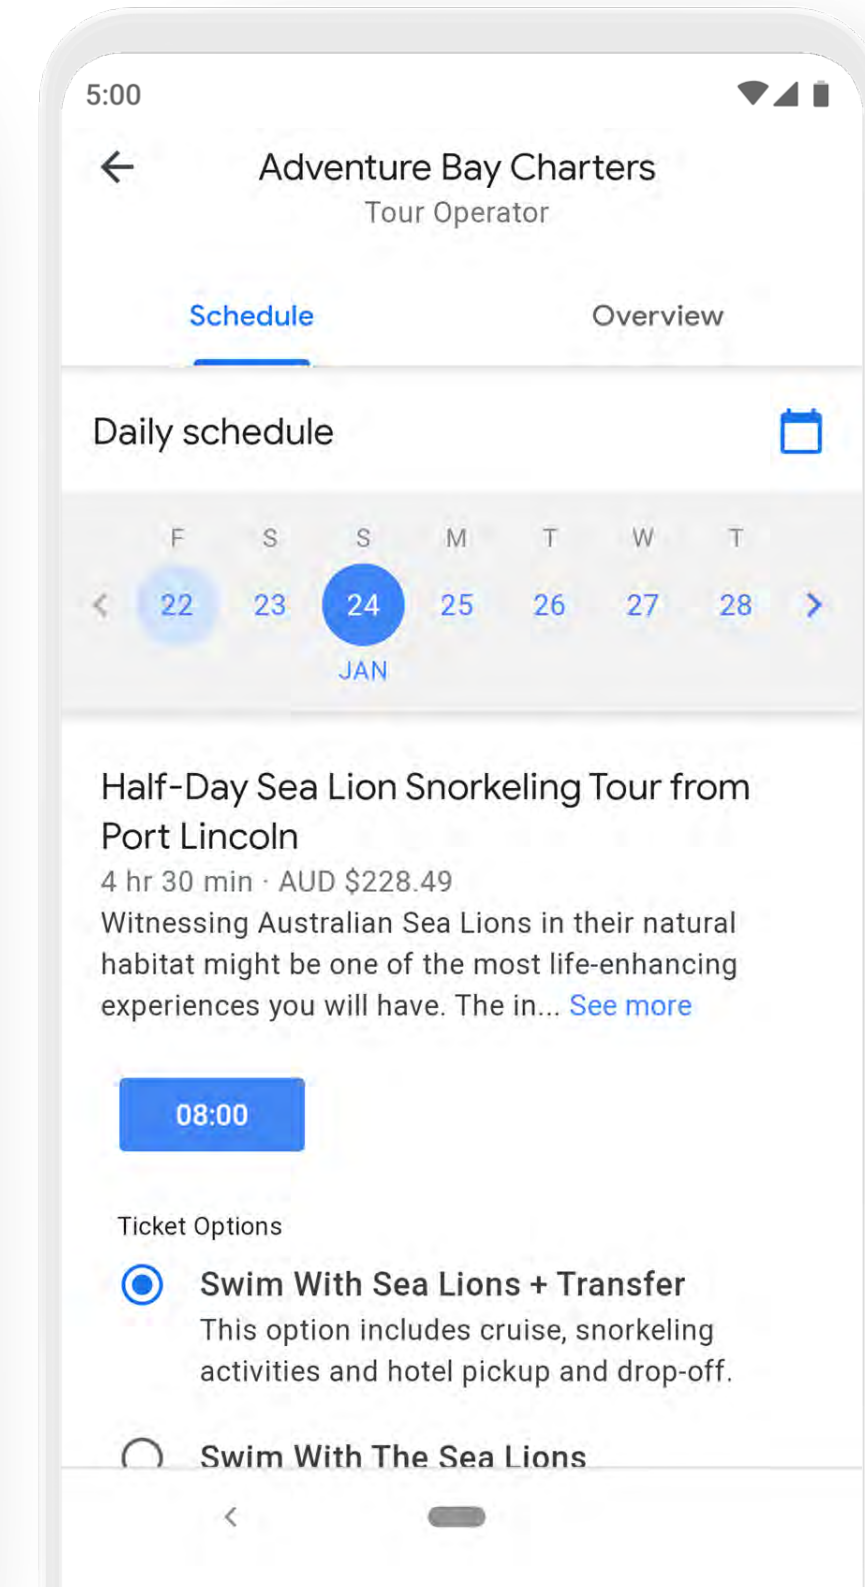 5:00
Adventure Bay Charters
Tour Operator
Schedule
Overview
Daily schedule
F S S M T W T
22 23 24 25 26 27 28
JAN
Half-Day Sea Lion Snorkeling Tour from
Port Lincoln
4 hr 30 min · AUD $228.49
Witnessing Australian Sea Lions in their natural
habitat might be one of the most life-enhancing
experiences you will have. The in... See more
08:00
Ticket Options
Swim With Sea Lions + Transfer
This option includes cruise, snorkeling
activities and hotel pickup and drop-off.
Swim With The Sea Lions